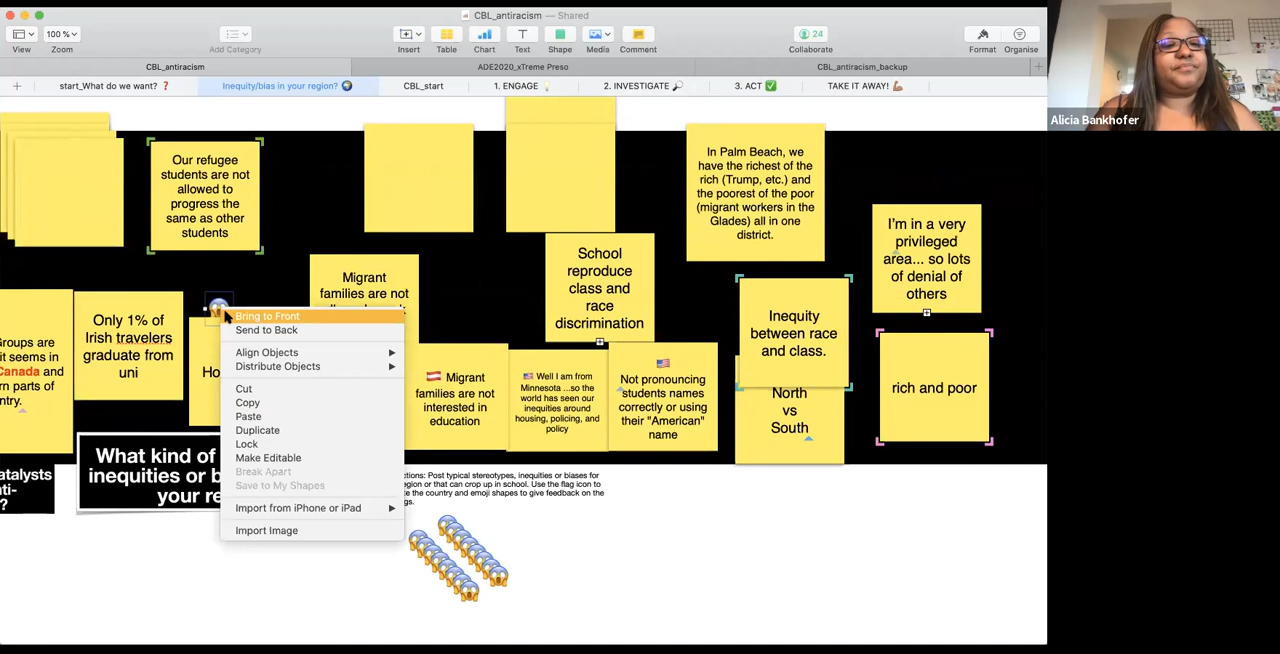 CBL_antiracism — Shared
100 %
24
View
Zoom
Add Category
Insert
Table
Chart
Text
Shape
Media
Comment
Collaborate
Format
Organise
CBL_antiracism
ADE2020_xTreme Preso
CBL_antiracism_backup
start_What do we want? ❓
Inequity/bias in your region?
CBL_start
1. ENGAGE
2. INVESTIGATE
3. ACT ✅
TAKE IT AWAY!
Alicia Bankhofer
Our refugee
students are not
allowed to
progress the
same as other
students
In Palm Beach, we
have the richest of the
rich (Trump, etc.) and
the poorest of the poor
(migrant workers in the
Glades) all in one
district.
I'm in a very
privileged
area... so lots
of denial of
others
School
reproduce
class and
race
discrimination
Migrant
families are not
Inequity
between race
and class.
Only 1% of
Irish travelers
graduate from
uni
Groups are
it seems in
Canada and
rn parts of
ntry.
Ho
Migrant
families are not
interested in
education
Well I am from
Minnesota ...so the
world has seen our
inequities around
housing, policing, and
policy
Not pronouncing
students names
correctly or using
their "American"
name
North
vs
South
rich and poor
Bring to Front
Send to Back
Align Objects
Distribute Objects
Cut
Copy
Paste
Duplicate
Lock
Make Editable
Break Apart
Save to My Shapes
Import from iPhone or iPad
Import Image
atalysts
nti-
?
What kind of
inequities or b
your re
ctions: Post typical stereotypes, inequities or biases for
egion or that can crop up in school. Use the flag icon to
te the country and emoji shapes to give feedback on the
gs.